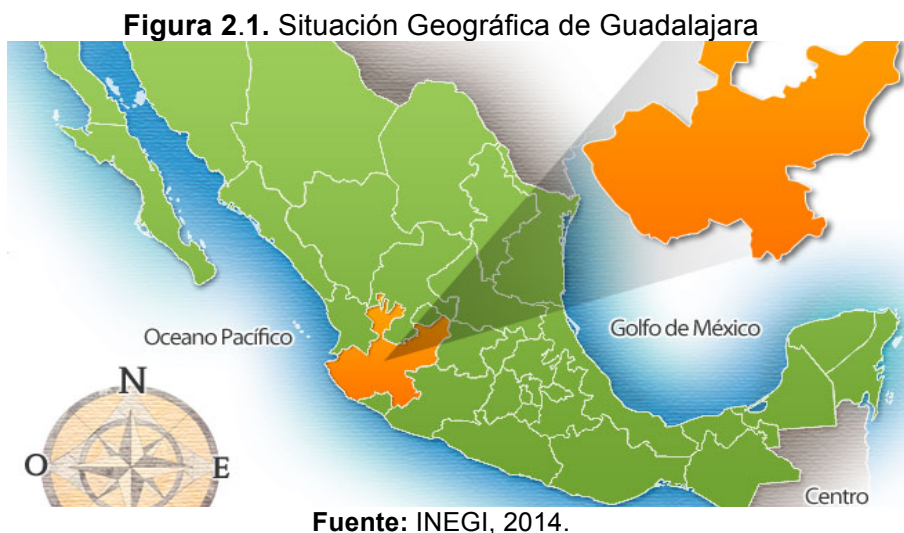 Figura 2.1. Situación Geográfica de Guadalajara
Oceano Pacífico
Golfo de México
N
O
E
Centro
Fuente: INEGI, 2014.